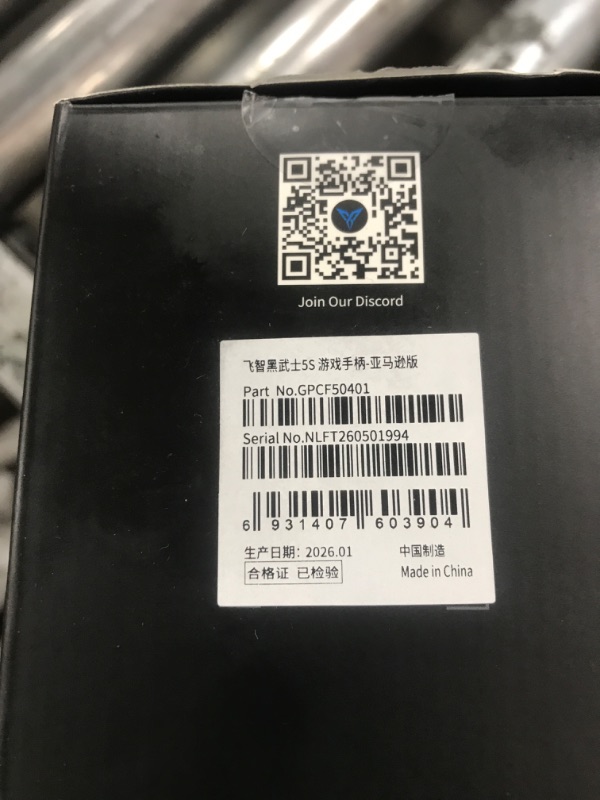 Join Our Discord
飞智黑武士5S 游戏手柄-亚马逊版
Part No.GPCF50401
Serial No.NLFT260501994
6 931407 603904
生产日期：2026.01 中国制造
合格证 已检验 Made in China